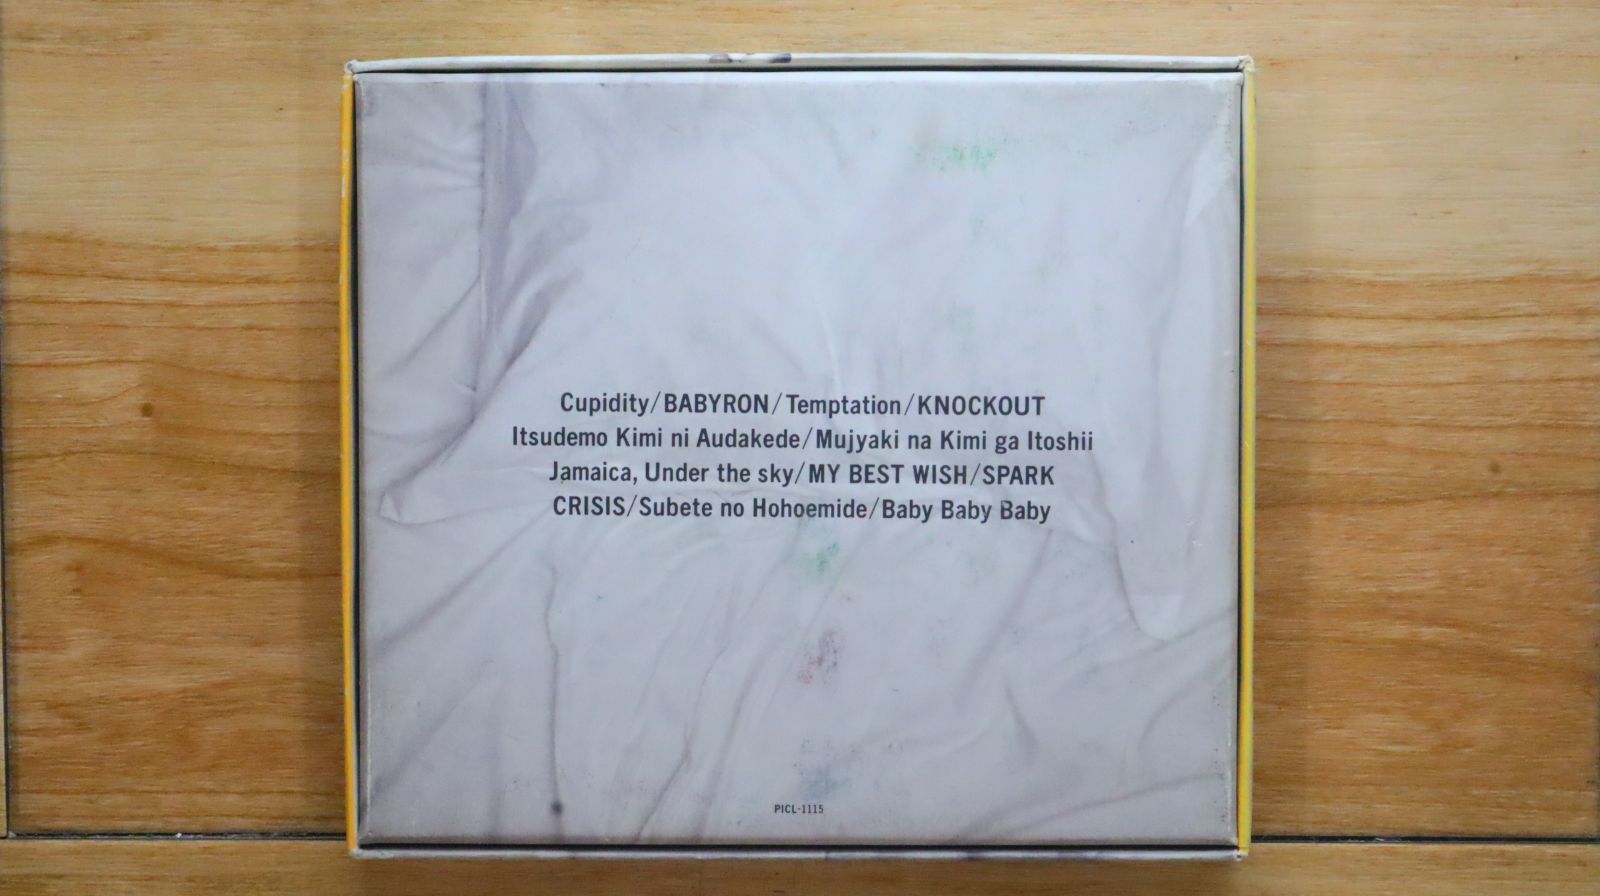 Cupidity/BABYRON/Temptation/KNOCKOUT
Itsudemo Kimi ni Audakede/Mujyaki na Kimi ga Itoshii
Jamaica, Under the sky/MY BEST WISH/SPARK
CRISIS/Subete no Hohoemide/Baby Baby Baby
PICL-1115